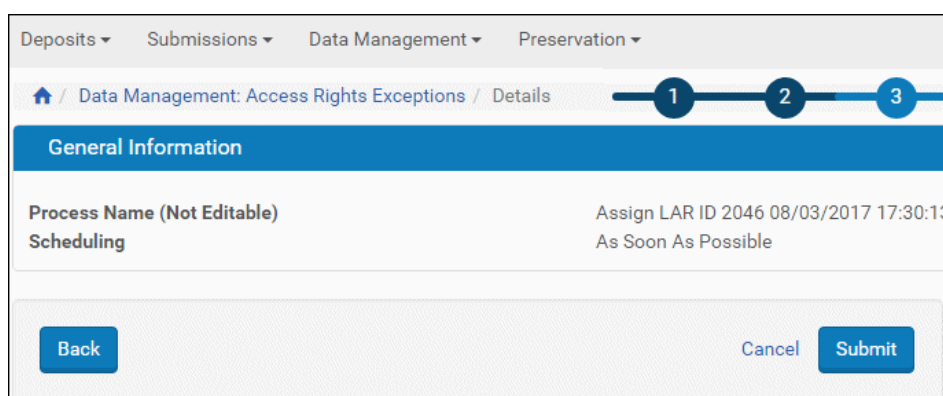 Deposits Submissions Data Management Preservation
/ Data Management: Access Rights Exceptions / Details 1 2 3
General Information
Process Name (Not Editable) Assign LAR ID 2046 08/03/2017 17:30:13
Scheduling As Soon As Possible
Back Cancel Submit